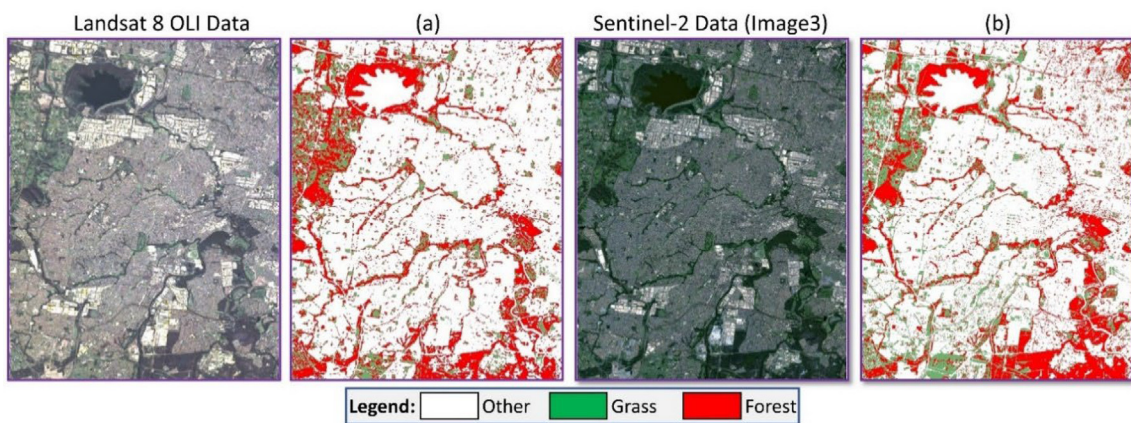 Landsat 8 OLI Data (a) Sentinel-2 Data (Image3) (b)
Legend: Other Grass Forest